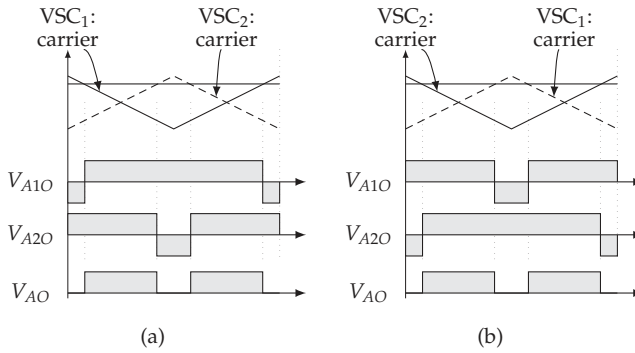 VSC1: VSC2:
carrier carrier
VA1O
VA2O
VAO
(a)
VSC2: VSC1:
carrier carrier
VA1O
VA2O
VAO
(b)